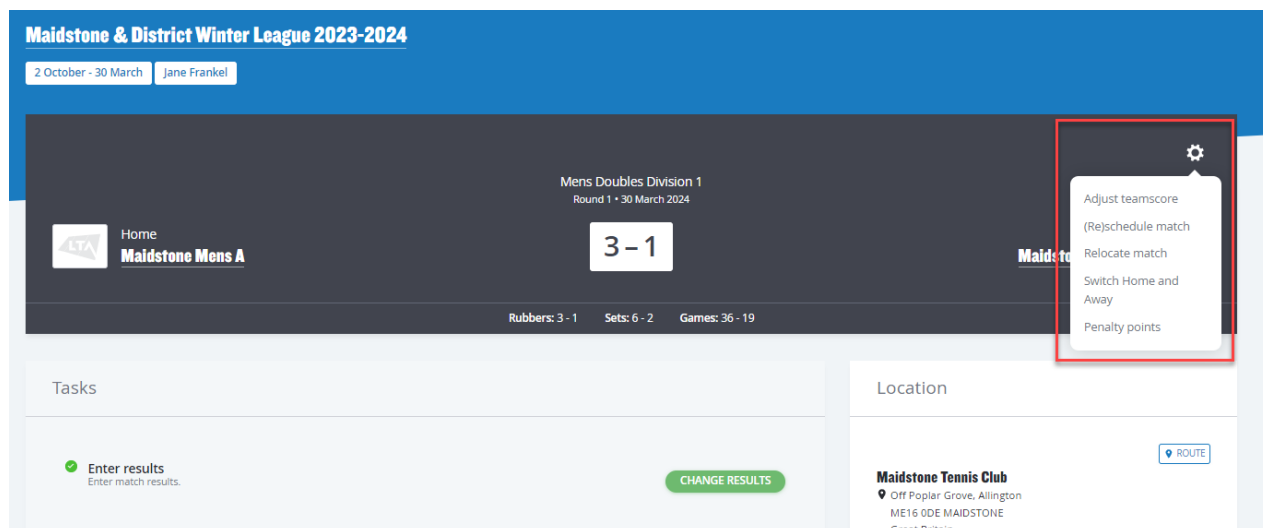 Maidstone & District Winter League 2023-2024
2 October - 30 March
Jane Frankel
Mens Doubles Division 1
Round 1 • 30 March 2024
LTA
Home
Maidstone Mens A
3 – 1
Adjust teamscore
(Re)schedule match
Relocate match
Switch Home and
Away
Penalty points
Rubbers: 3 - 1 Sets: 6 - 2 Games: 36 - 19
Tasks
Enter results
Enter match results.
CHANGE RESULTS
Location
ROUTE
Maidstone Tennis Club
Off Poplar Grove, Allington
ME16 0DE MAIDSTONE